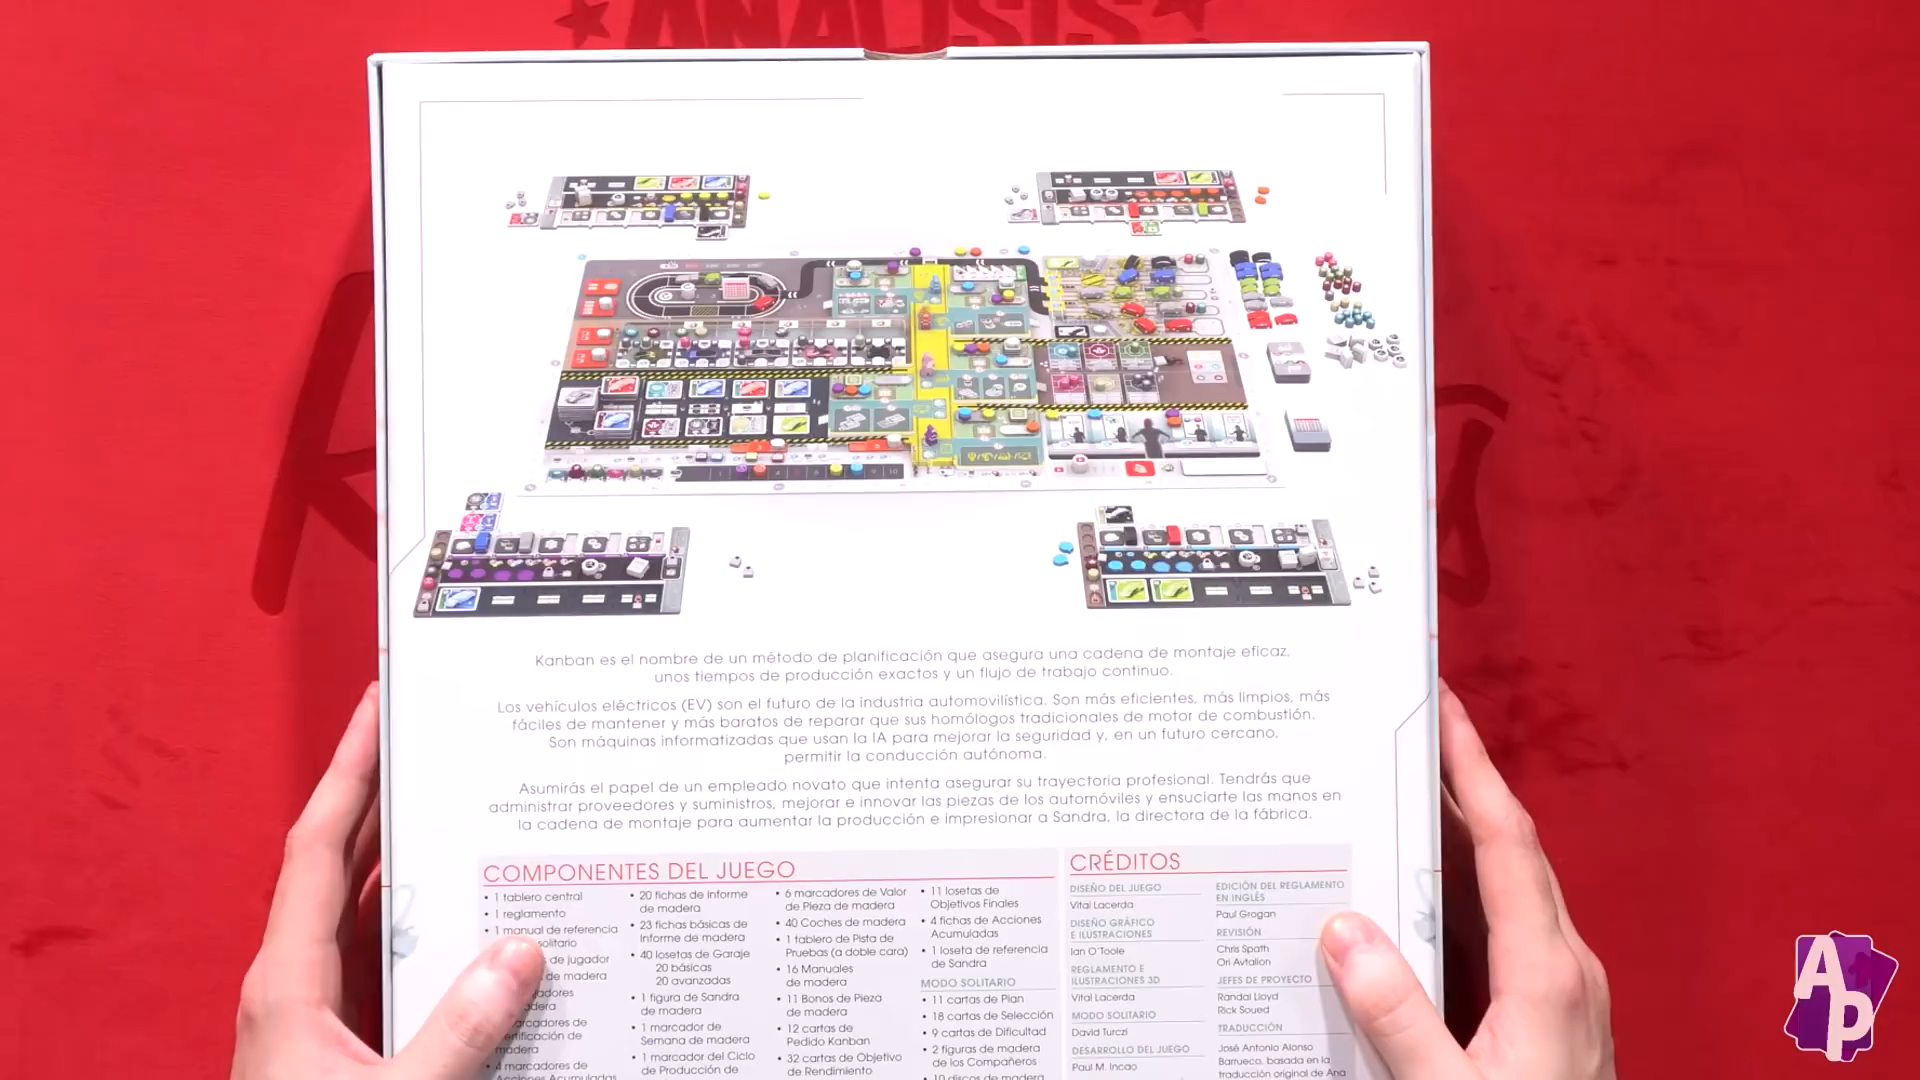 ANÁLISIS
Kanban es el nombre de un método de planificación que asegura una cadena de montaje eficaz,
unos tiempos de producción exactos y un flujo de trabajo continuo.
Los vehículos eléctricos (EV) son el futuro de la industria automovilística. Son más eficientes, más limpios, más
fáciles de mantener y más baratos de reparar que sus homólogos tradicionales de motor de combustión.
Son máquinas informatizadas que usan la IA para mejorar la seguridad y, en un futuro cercano,
permitir la conducción autónoma.
Asumirás el papel de un empleado novato que intenta asegurar su trayectoria profesional. Tendrás que
administrar proveedores y suministros, mejorar e innovar las piezas de los automóviles y ensuciarte las manos en
la cadena de montaje para aumentar la producción e impresionar a Sandra, la directora de la fábrica.
COMPONENTES DEL JUEGO
• 1 tablero central
• 1 reglamento
• 1 manual de referencia
solitario
de jugador
de madera
• 20 fichas de informe
de madera
• 23 fichas básicas de
Informe de madera
• 40 losetas de Garaje
20 básicas
20 avanzadas
• 1 figura de Sandra
de madera
• 1 marcador de
Semana de madera
• 1 marcador del Ciclo
de Producción de
• 6 marcadores de Valor
de Pieza de madera
• 40 Coches de madera
• 1 tablero de Pista de
Pruebas (a doble cara)
• 16 Manuales
de madera
• 11 Bonos de Pieza
de madera
• 12 cartas de
Pedido Kanban
• 32 cartas de Objetivo
de Rendimiento
• 11 losetas de
Objetivos Finales
• 4 fichas de Acciones
Acumuladas
• 1 loseta de referencia
de Sandra
MODO SOLITARIO
• 11 cartas de Plan
• 18 cartas de Selección
• 9 cartas de Dificultad
• 2 figuras de madera
de los Compañeros
• 10 discos de madera
CRÉDITOS
DISEÑO DEL JUEGO
Vital Lacerda
DISEÑO GRÁFICO
E ILUSTRACIONES
Ian O'Toole
REGLAMENTO E
ILUSTRACIONES 3D
Vital Lacerda
MODO SOLITARIO
David Turczi
DESARROLLO DEL JUEGO
Paul M. Incao
EDICIÓN DEL REGLAMENTO
EN INGLÉS
Paul Grogan
REVISIÓN
Chris Spath
Ori Avtalion
JEFES DE PROYECTO
Randal Lloyd
Rick Soued
TRADUCCIÓN
José Antonio Alonso
Barrueco, basada en la
traducción original de Ana
AP